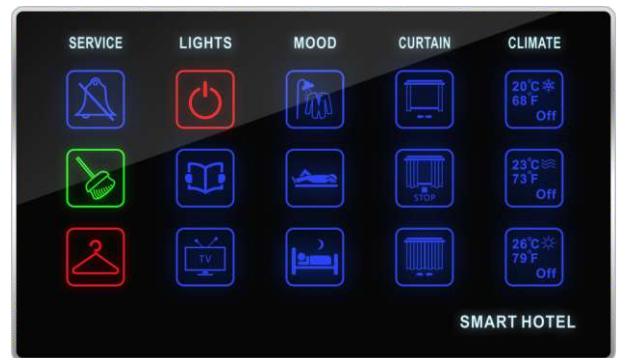 SERVICE LIGHTS MOOD CURTAIN CLIMATE
20°C
68°F
Off
23°C
73°F
STOP
Off
TV
26°C
79°F
Off
SMART HOTEL